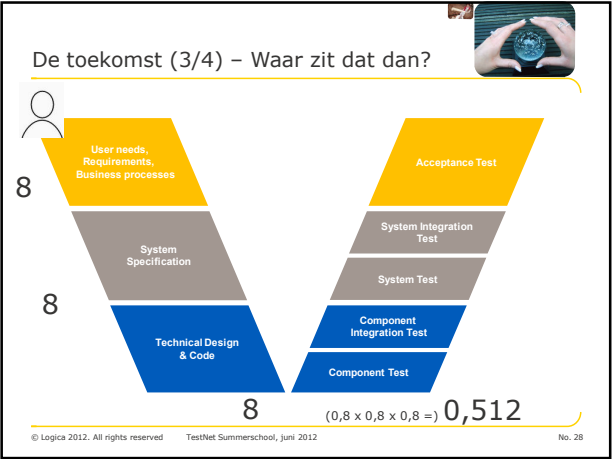 De toekomst (3/4) – Waar zit dat dan?
User needs,
Requirements,
Business processes
Acceptance Test
8
System Integration
Test
System
Specification
System Test
8
Component
Integration Test
Technical Design
& Code
Component Test
8
(0,8 x 0,8 x 0,8 =) 0,512
© Logica 2012. All rights reserved TestNet Summerschool, juni 2012 No. 28